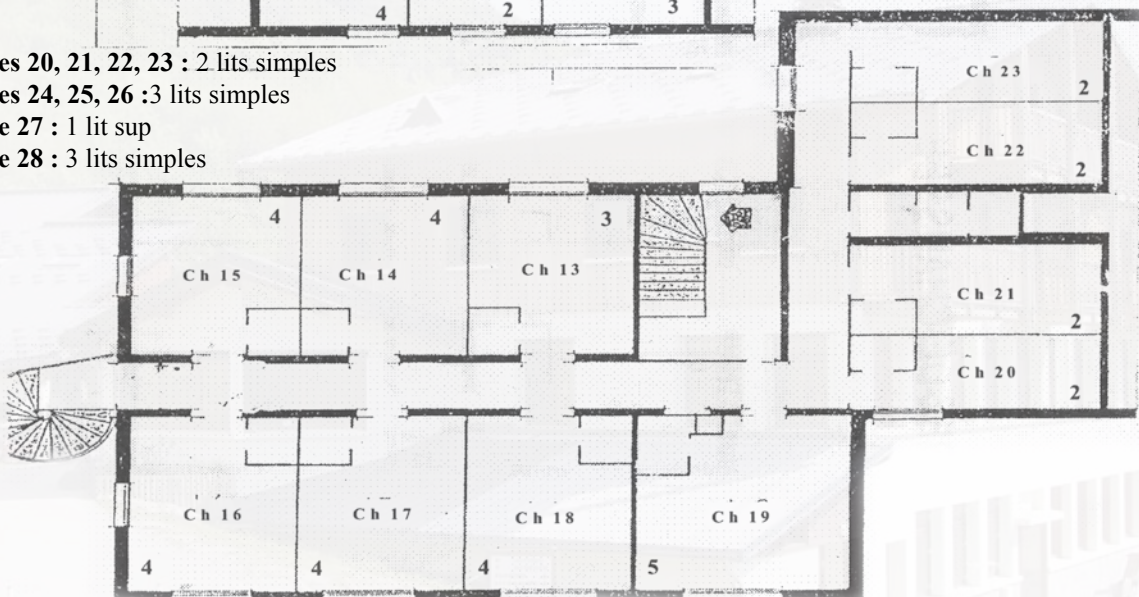 4 2 3
es 20, 21, 22, 23 : 2 lits simples
es 24, 25, 26 :3 lits simples
e 27 : 1 lit sup
e 28 : 3 lits simples
Ch 23
2
Ch 22
2
4 4 3
Ch 15 Ch 14 Ch 13
Ch 21
2
Ch 20
2
Ch 16 Ch 17 Ch 18 Ch 19
4 4 4 5